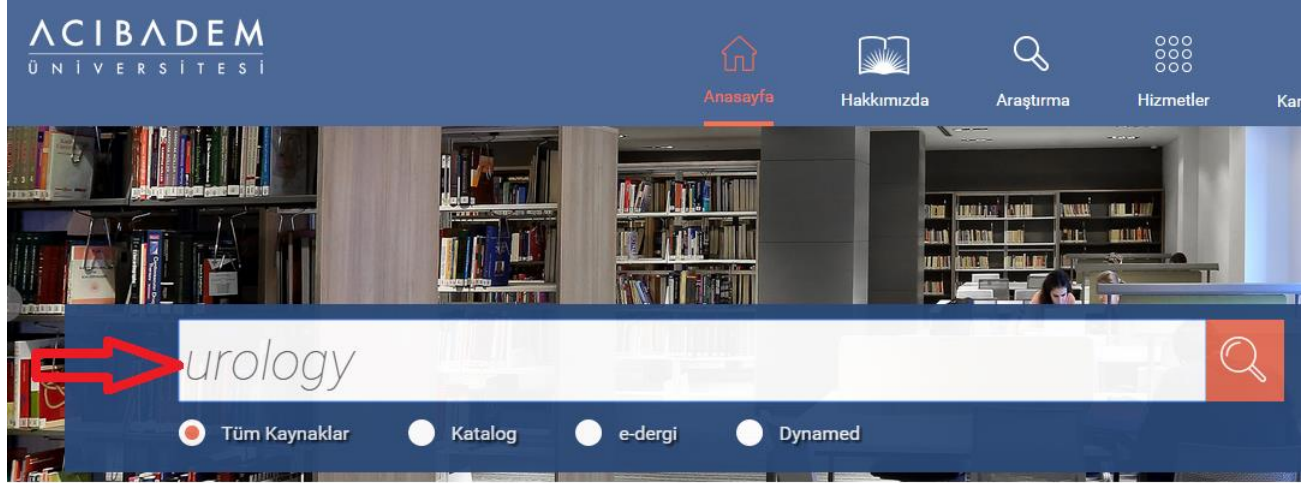 ACIBADEM
ÜNİVERSİTESİ
Anasayfa
Hakkımızda
Araştırma
Hizmetler
urology
Tüm Kaynaklar
Katalog
e-dergi
Dynamed